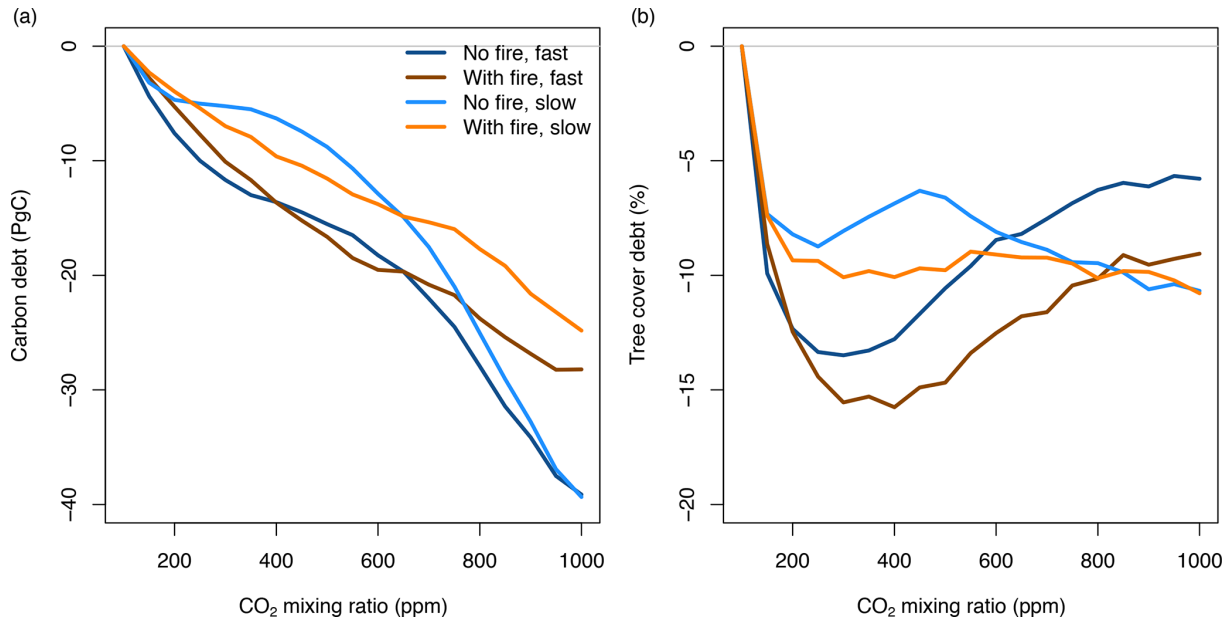 (a)
No fire, fast
With fire, fast
No fire, slow
With fire, slow
Carbon debt (PgC)
0
−10
−20
−30
−40
200
400
600
800
1000
CO₂ mixing ratio (ppm)
(b)
Tree cover debt (%)
0
−5
−10
−15
−20
200
400
600
800
1000
CO₂ mixing ratio (ppm)